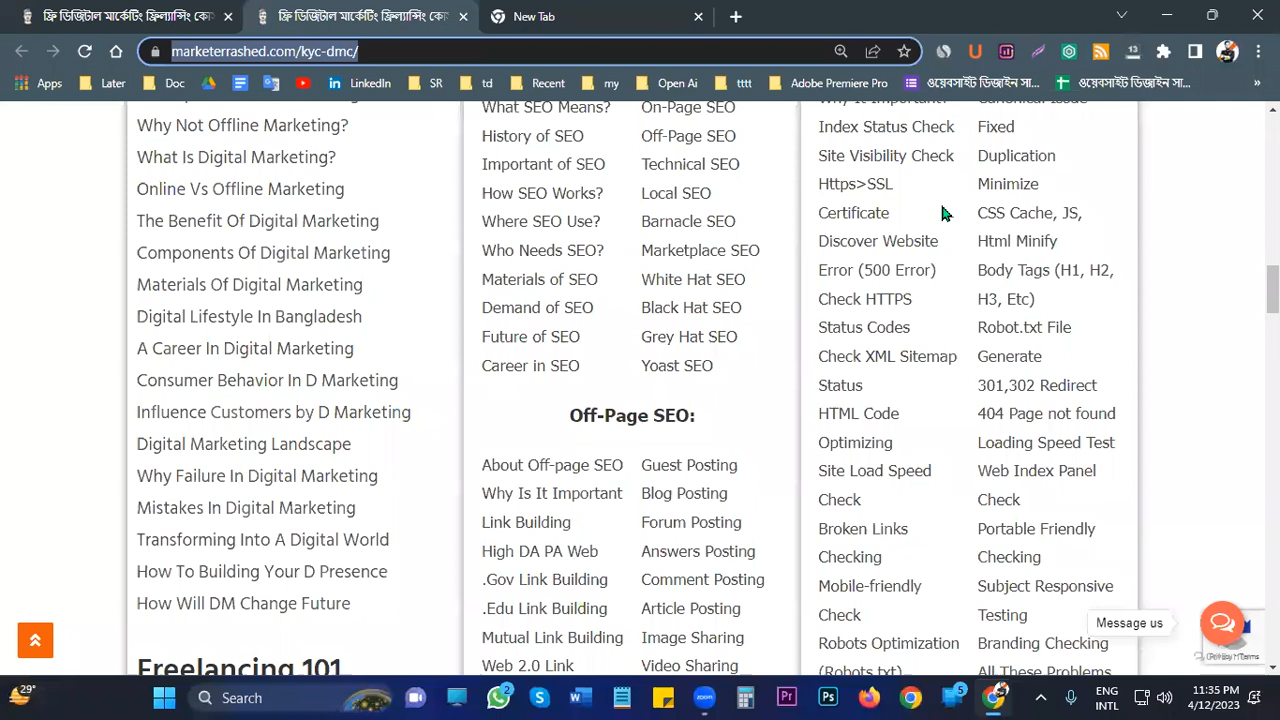 ফ্রি ডিজিটাল মার্কেটিং ফ্রিল্যান্সিং কো
ফ্রি ডিজিটাল মার্কেটিং ফ্রিল্যান্সিং কো
New Tab
marketerrashed.com/kyc-dmc/
Apps
Later
Doc
LinkedIn
SR
td
Recent
my
Open Ai
tttt
Adobe Premiere Pro
ওয়েবসাইট ডিজাইন সা...
ওয়েবসাইট ডিজাইন সা...
Why Not Offline Marketing?
What Is Digital Marketing?
Online Vs Offline Marketing
The Benefit Of Digital Marketing
Components Of Digital Marketing
Materials Of Digital Marketing
Digital Lifestyle In Bangladesh
A Career In Digital Marketing
Consumer Behavior In D Marketing
Influence Customers by D Marketing
Digital Marketing Landscape
Why Failure In Digital Marketing
Mistakes In Digital Marketing
Transforming Into A Digital World
How To Building Your D Presence
How Will DM Change Future
Freelancing 101
What SEO Means?
History of SEO
Important of SEO
How SEO Works?
Where SEO Use?
Who Needs SEO?
Materials of SEO
Demand of SEO
Future of SEO
Career in SEO
On-Page SEO
Off-Page SEO
Technical SEO
Local SEO
Barnacle SEO
Marketplace SEO
White Hat SEO
Black Hat SEO
Grey Hat SEO
Yoast SEO
Off-Page SEO:
About Off-page SEO
Why Is It Important
Link Building
High DA PA Web
.Gov Link Building
.Edu Link Building
Mutual Link Building
Web 2.0 Link
Guest Posting
Blog Posting
Forum Posting
Answers Posting
Comment Posting
Article Posting
Image Sharing
Video Sharing
Why It Important?
Index Status Check
Site Visibility Check
Https>SSL
Certificate
Discover Website
Error (500 Error)
Check HTTPS
Status Codes
Check XML Sitemap
Status
HTML Code
Optimizing
Site Load Speed
Check
Broken Links
Checking
Mobile-friendly
Check
Robots Optimization
(Robots.txt)
Canonical Issue
Fixed
Duplication
Minimize
CSS Cache, JS,
Html Minify
Body Tags (H1, H2,
H3, Etc)
Robot.txt File
Generate
301,302 Redirect
404 Page not found
Loading Speed Test
Web Index Panel
Check
Portable Friendly
Checking
Subject Responsive
Testing
Branding Checking
All These Problems
Message us
29°
Search
2
5
ENG
INTL
11:35 PM
4/12/2023